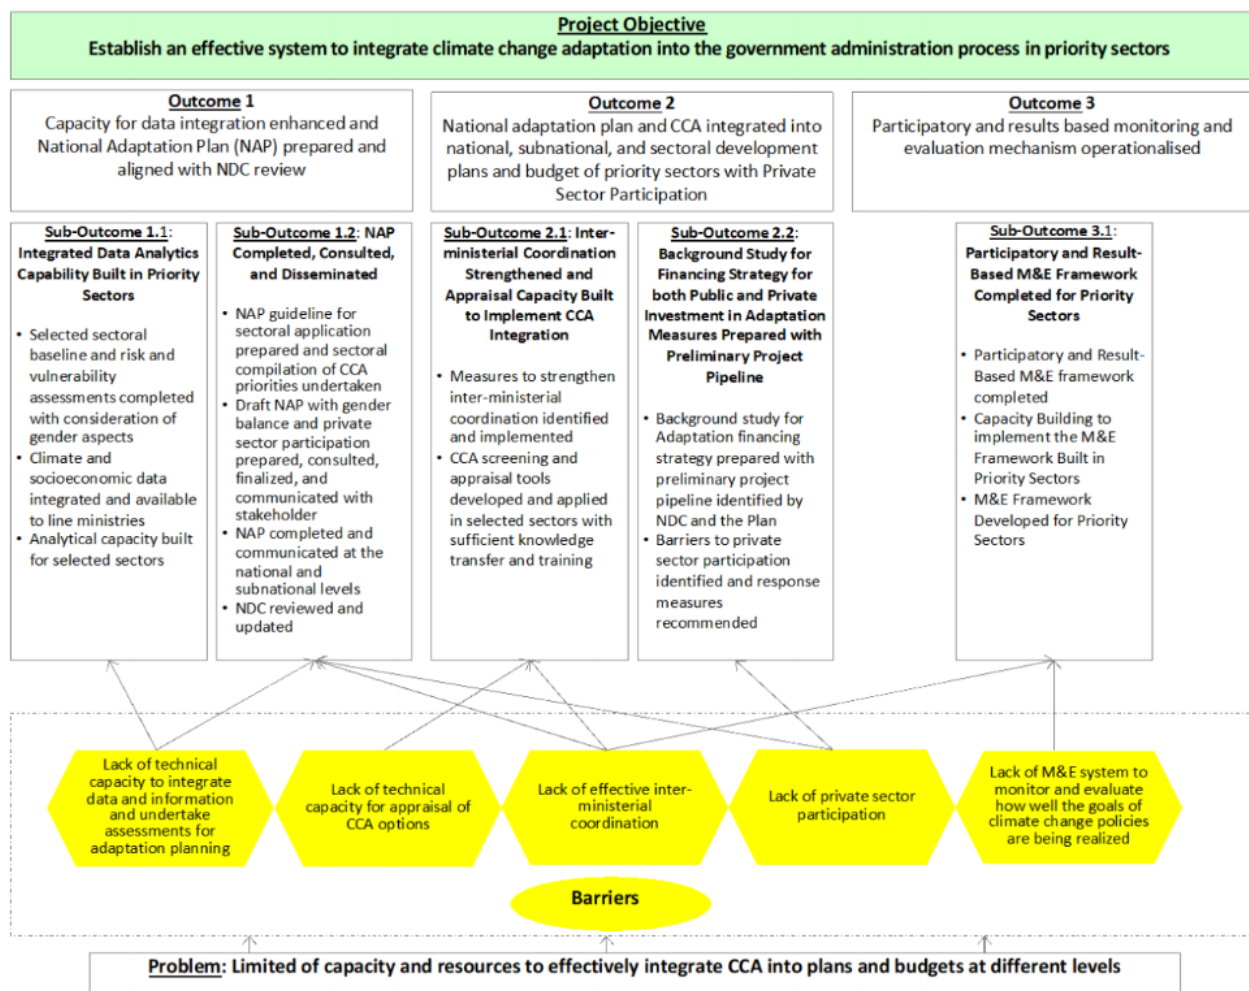 Project Objective
Establish an effective system to integrate climate change adaptation into the government administration process in priority sectors
Outcome 1
Capacity for data integration enhanced and
National Adaptation Plan (NAP) prepared and
aligned with NDC review
Outcome 2
National adaptation plan and CCA integrated into
national, subnational, and sectoral development
plans and budget of priority sectors with Private
Sector Participation
Outcome 3
Participatory and results based monitoring and
evaluation mechanism operationalised
Sub-Outcome 1.1:
Integrated Data Analytics
Capability Built in Priority
Sectors
• Selected sectoral
baseline and risk and
vulnerability
assessments completed
with consideration of
gender aspects
• Climate and
socioeconomic data
integrated and available
to line ministries
• Analytical capacity built
for selected sectors
Sub-Outcome 1.2: NAP
Completed, Consulted,
and Disseminated
• NAP guideline for
sectoral application
prepared and sectoral
compilation of CCA
priorities undertaken
• Draft NAP with gender
balance and private
sector participation
prepared, consulted,
finalized, and
communicated with
stakeholder
• NAP completed and
communicated at the
national and
subnational levels
• NDC reviewed and
updated
Sub-Outcome 2.1: Inter-
ministerial Coordination
Strengthened and
Appraisal Capacity Built
to Implement CCA
Integration
• Measures to strengthen
inter-ministerial
coordination identified
and implemented
• CCA screening and
appraisal tools
developed and applied
in selected sectors with
sufficient knowledge
transfer and training
Sub-Outcome 2.2:
Background Study for
Financing Strategy for
both Public and Private
Investment in Adaptation
Measures Prepared with
Preliminary Project
Pipeline
• Background study for
Adaptation financing
strategy prepared with
preliminary project
pipeline identified by
NDC and the Plan
• Barriers to private
sector participation
identified and response
measures
recommended
Sub-Outcome 3.1:
Participatory and Result-
Based M&E Framework
Completed for Priority
Sectors
• Participatory and Result-
Based M&E framework
completed
• Capacity Building to
implement the M&E
Framework Built in
Priority Sectors
• M&E Framework
Developed for Priority
Sectors
Lack of technical
capacity to integrate
data and information
and undertake
assessments for
adaptation planning
Lack of technical
capacity for appraisal of
CCA options
Lack of effective inter-
ministerial
coordination
Lack of private sector
participation
Lack of M&E system to
monitor and evaluate
how well the goals of
climate change policies
are being realized
Barriers
Problem: Limited of capacity and resources to effectively integrate CCA into plans and budgets at different levels